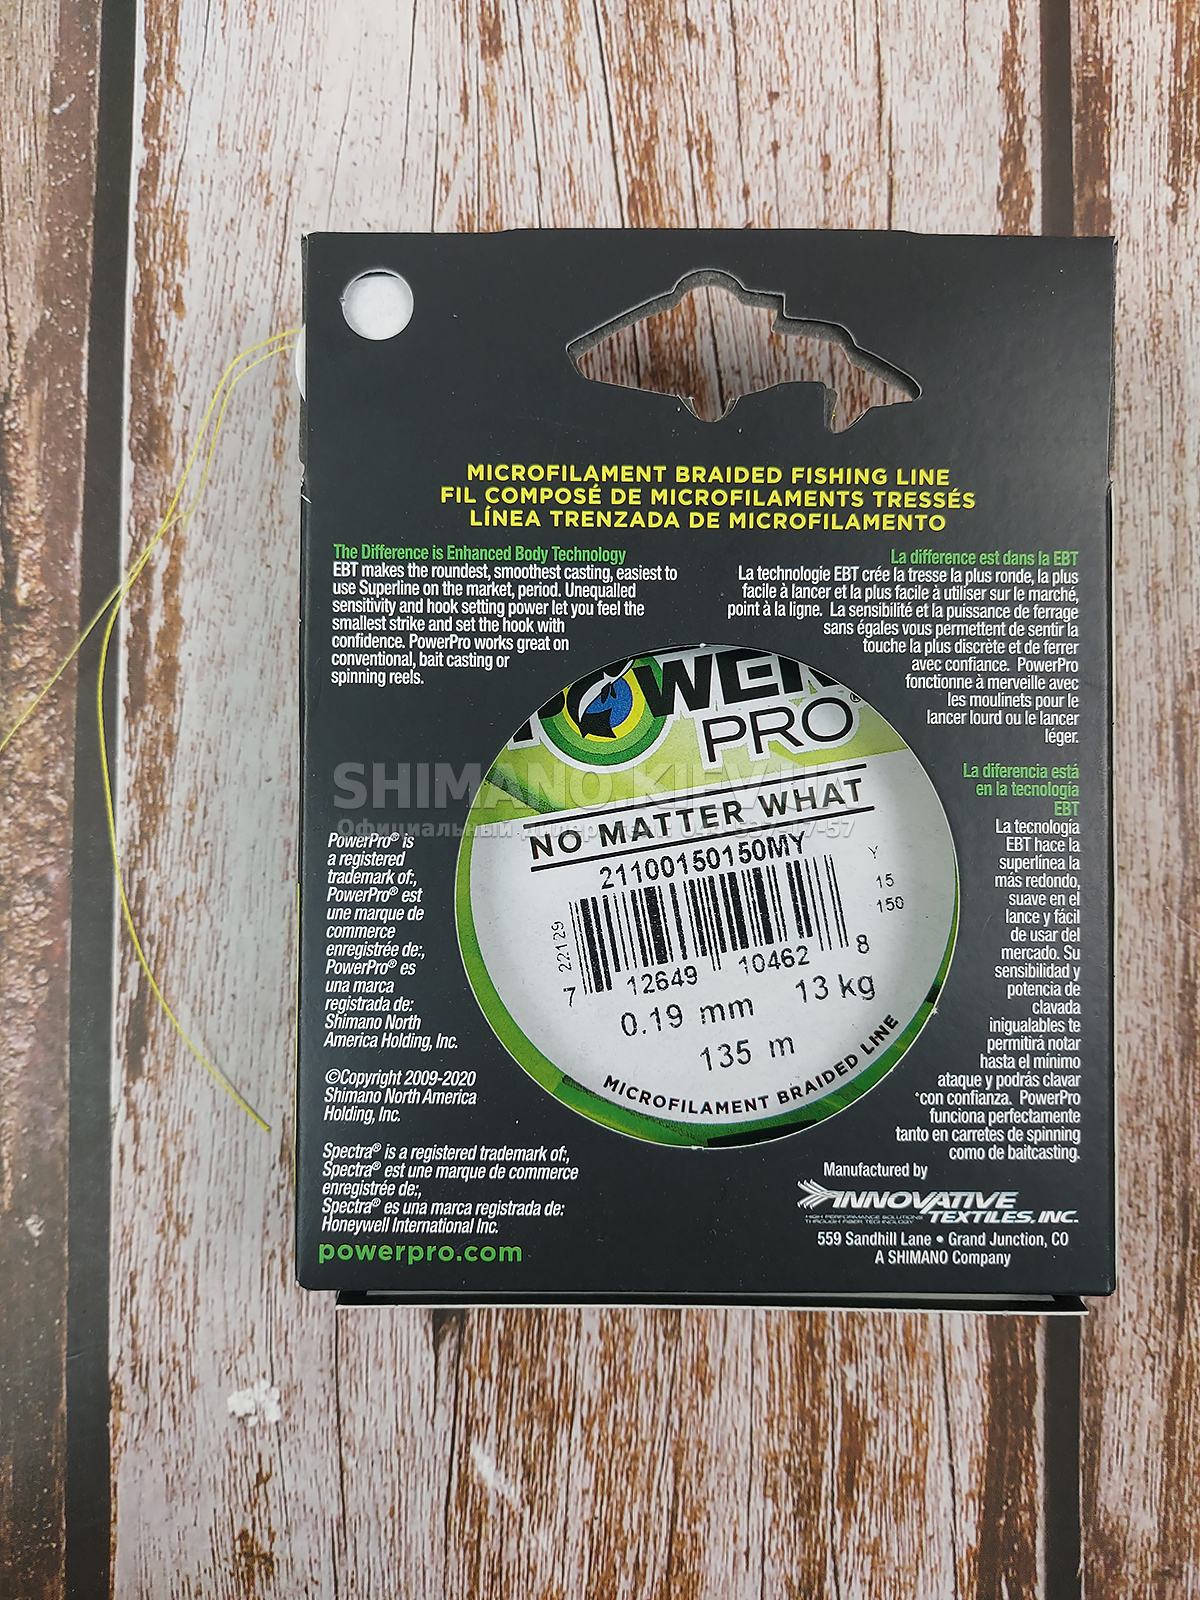 MICROFILAMENT BRAIDED FISHING LINE
FIL COMPOSÉ DE MICROFILAMENTS TRESSÉS
LÍNEA TRENZADA DE MICROFILAMENTO
The Difference is Enhanced Body Technology
EBT makes the roundest, smoothest casting, easiest to
use Superline on the market, period. Unequalled
sensitivity and hook setting power let you feel the
smallest strike and set the hook with
confidence. PowerPro works great on
conventional, bait casting or
spinning reels.
La difference est dans la EBT
La technologie EBT crée la tresse la plus ronde, la plus
facile à lancer et la plus facile à utiliser sur le marché,
point à la ligne. La sensibilité et la puissance de ferrage
sans égales vous permettent de sentir la
touche la plus discrète et de ferrer
avec confiance. PowerPro
fonctionne à merveille avec
les moulinets pour le
lancer lourd ou le lancer
léger.
La diferencia está
en la tecnología
EBT
La tecnología
EBT hace la
superlínea la
más redondo,
suave en el
lance y fácil
de usar del
mercado. Su
sensibilidad y
potencia de
clavada
inigualables te
permitirá notar
hasta el mínimo
ataque y podrás clavar
con confianza. PowerPro
funciona perfectamente
tanto en carretes de spinning
como de baitcasting.
POWER
PRO
NO MATTER WHAT
21100150150MY
Y
15
150
22129
7 12649 10462 8
0.19 mm 13 kg
135 m
MICROFILAMENT BRAIDED LINE
SHIMANO.KIEV.UA
PowerPro® is
a registered
trademark of:,
PowerPro® est
une marque de
commerce
enregistrée de:,
PowerPro® es
una marca
registrada de:
Shimano North
America Holding, Inc.
©Copyright 2009-2020
Shimano North America
Holding, Inc.
Spectra® is a registered trademark of:,
Spectra® est une marque de commerce
enregistrée de:,
Spectra® es una marca registrada de:
Honeywell International Inc.
powerpro.com
Manufactured by
INNOVATIVE
HIGH PERFORMANCE SOLUTIONS
THROUGH FIBER TECHNOLOGY
TEXTILES, INC.
559 Sandhill Lane • Grand Junction, CO
A SHIMANO Company